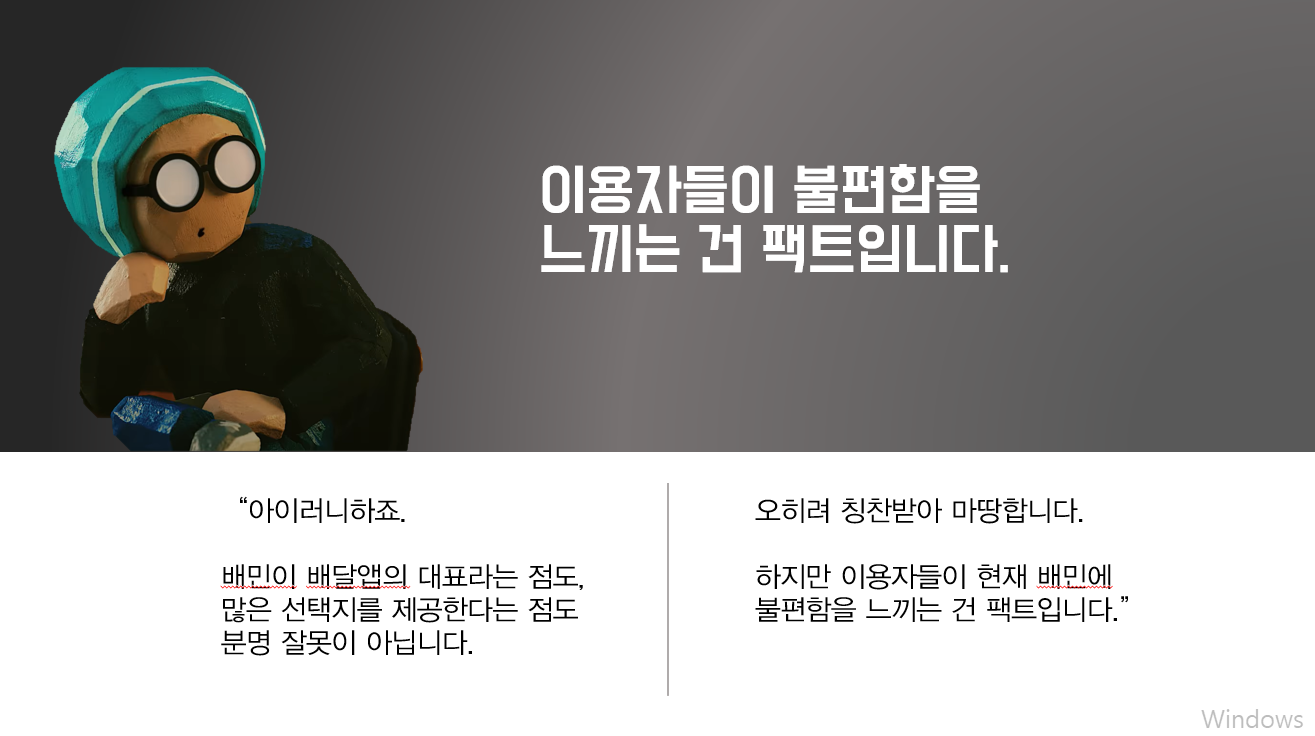 이용자들이 불편함을
느끼는 건 팩트입니다.
“아이러니하죠.
배민이 배달앱의 대표라는 점도,
많은 선택지를 제공한다는 점도
분명 잘못이 아닙니다.
오히려 칭찬받아 마땅합니다.
하지만 이용자들이 현재 배민에
불편함을 느끼는 건 팩트입니다.”
Windows